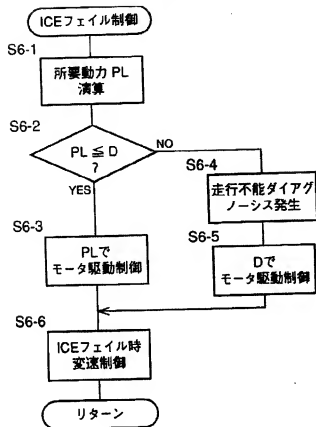 ICEフェイル制御
S6-1
所要動力 PL
演算
S6-2
PL ≦ D
?
NO
YES
S6-4
走行不能ダイアグ
ノーシス発生
S6-3
PLで
モータ駆動制御
S6-5
Dで
モータ駆動制御
S6-6
ICEフェイル時
変速制御
リターン